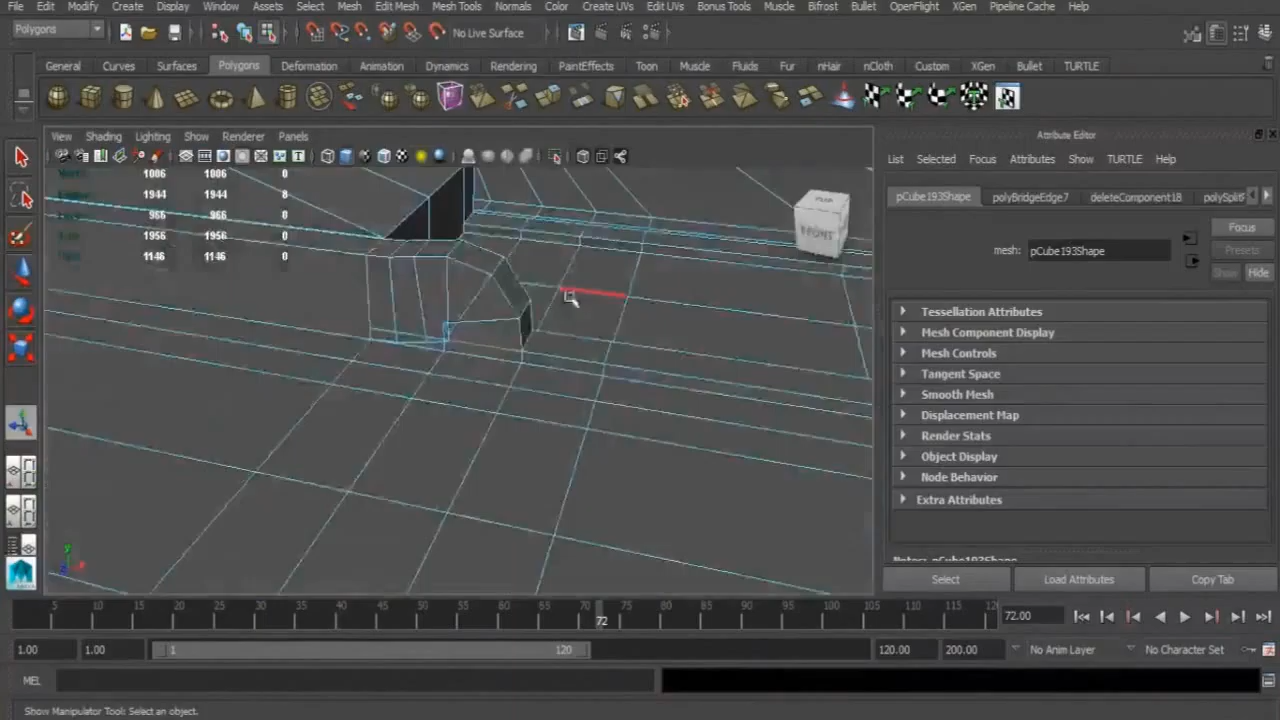 File Edit Modify Create Display Window Assets Select Mesh Edit Mesh Mesh Tools Normals Color Create UVs Edit UVs Bonus Tools Muscle Bifrost Bullet OpenFlight XGen Pipeline Cache Help
Polygons No Live Surface
General Curves Surfaces Polygons Deformation Animation Dynamics Rendering PaintEffects Toon Muscle Fluids Fur nHair nCloth Custom XGen Bullet TURTLE
View Shading Lighting Show Renderer Panels
1006 1006 0
1944 1944 8
966 966 0
1956 1956 0
1146 1146 0
FRONT
Attribute Editor
List Selected Focus Attributes Show TURTLE Help
pCube193Shape polyBridgeEdge7 deleteComponent18 polySplitF
Focus
Presets
mesh: pCube193Shape
Show Hide
Tessellation Attributes
Mesh Component Display
Mesh Controls
Tangent Space
Smooth Mesh
Displacement Map
Render Stats
Object Display
Node Behavior
Extra Attributes
Notes: pCube193Shape
Select Load Attributes Copy Tab
5 10 15 20 25 30 35 40 45 50 55 60 65 70 75 80 85 90 95 100 105 110 115 12
72
72.00
1.00 1.00 1 120 120.00 200.00 No Anim Layer No Character Set
MEL
Show Manipulator Tool: Select an object.